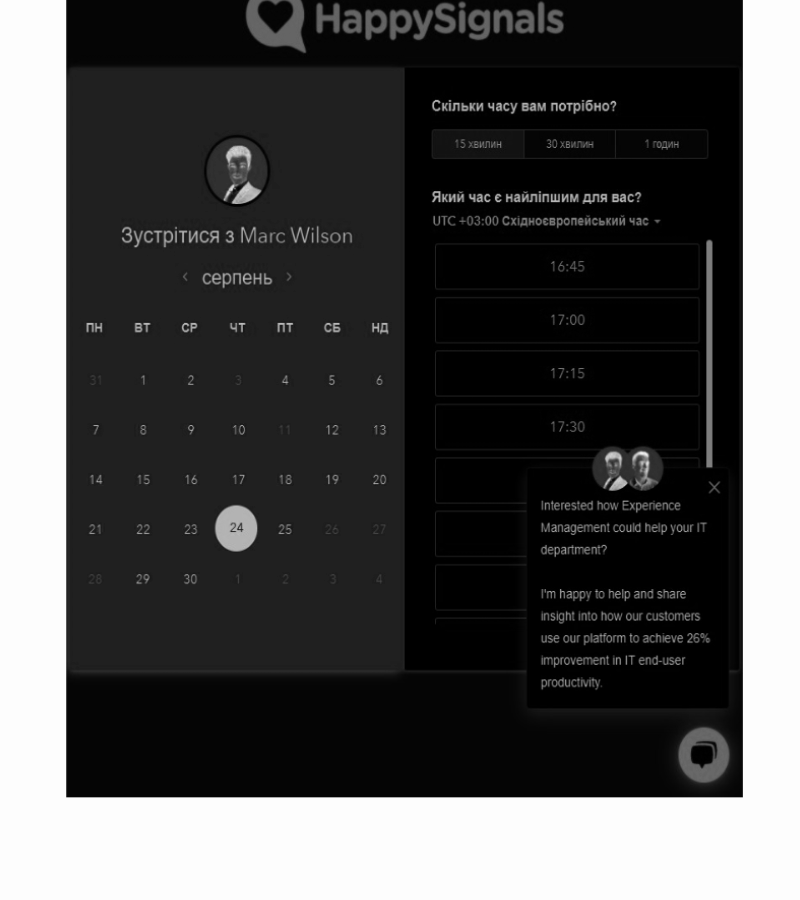 HappySignals
Зустрітися з Marc Wilson
‹ серпень ›
ПН ВТ СР ЧТ ПТ СБ НД
31 1 2 3 4 5 6
7 8 9 10 11 12 13
14 15 16 17 18 19 20
21 22 23 24 25 26 27
28 29 30 1 2 3 4
Скільки часу вам потрібно?
15 хвилин 30 хвилин 1 годин
Який час є найліпшим для вас?
UTC +03:00 Східноєвропейський час
16:45
17:00
17:15
17:30
Interested how Experience
Management could help your IT
department?
I'm happy to help and share
insight into how our customers
use our platform to achieve 26%
improvement in IT end-user
productivity.